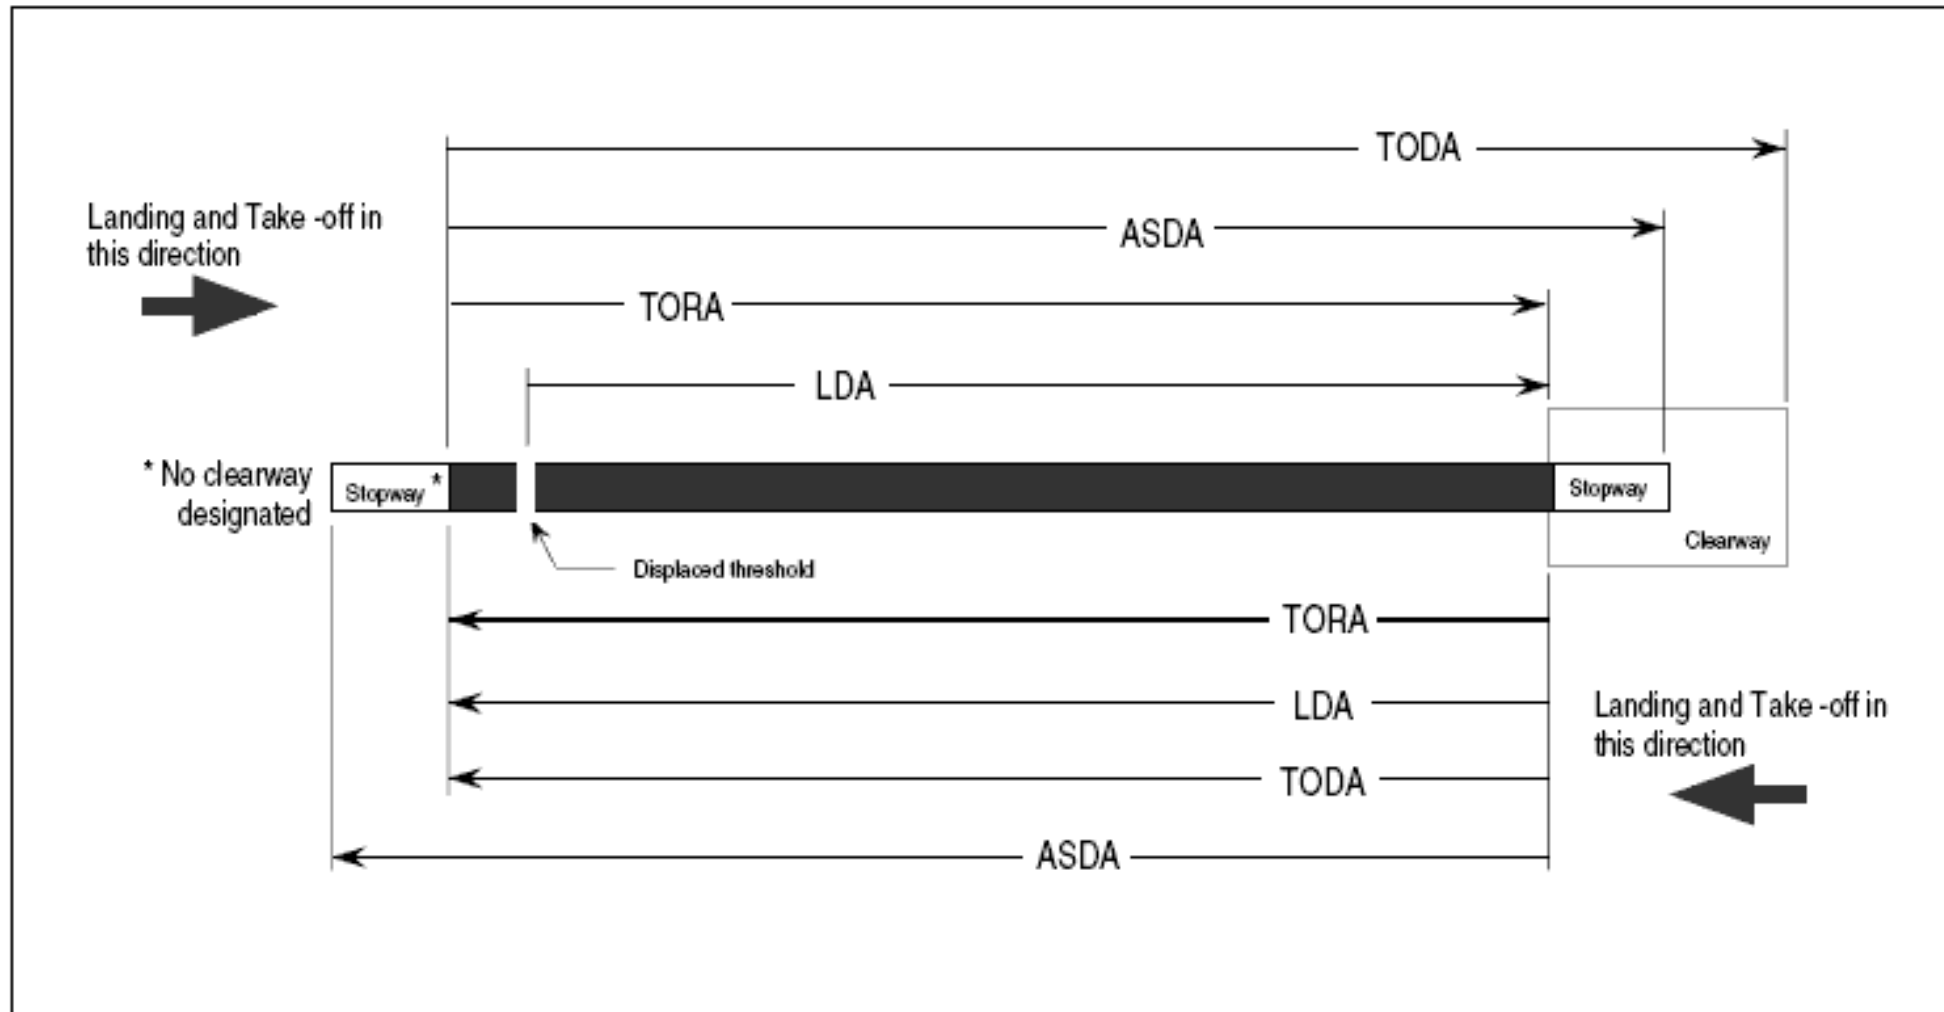 TODA
Landing and Take -off in
this direction
ASDA
TORA
LDA
* No clearway
designated
Stopway *
Stopway
Clearway
Displaced threshold
TORA
LDA
Landing and Take -off in
this direction
TODA
ASDA